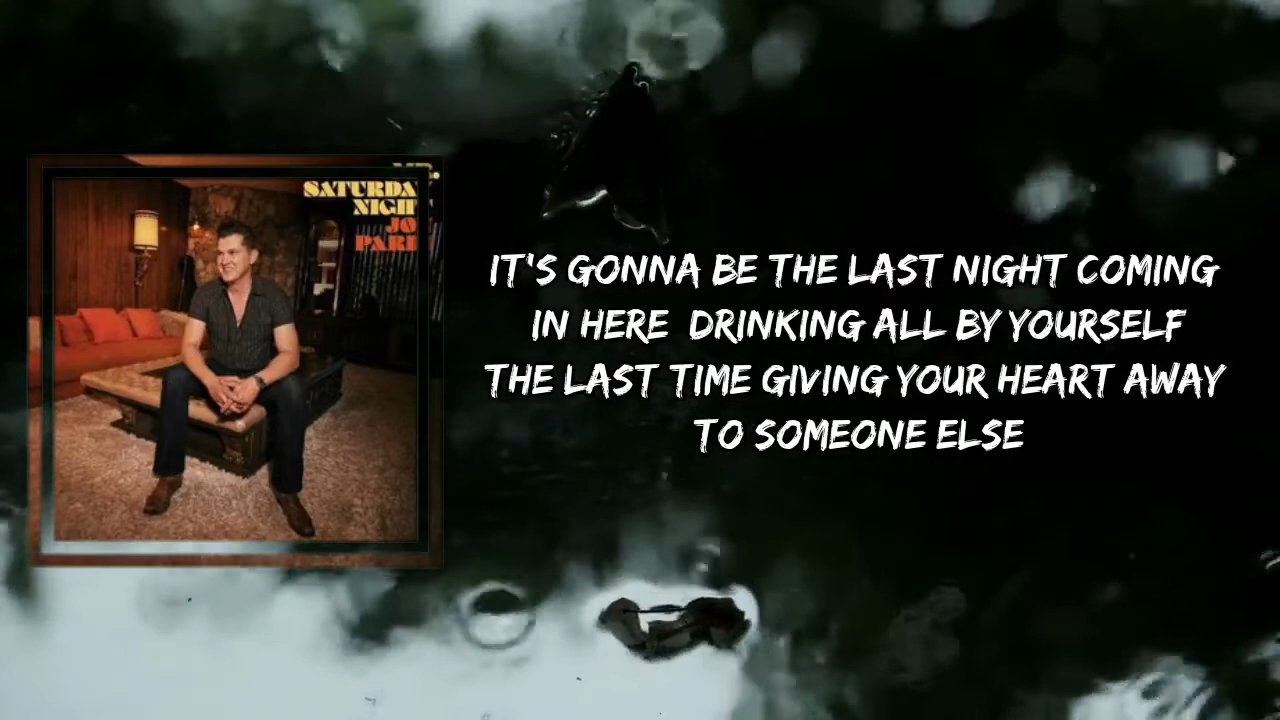 MR.
SATURDA
NIGH
JO
PARI
IT'S GONNA BE THE LAST NIGHT COMING
IN HERE DRINKING ALL BY YOURSELF
THE LAST TIME GIVING YOUR HEART AWAY
TO SOMEONE ELSE